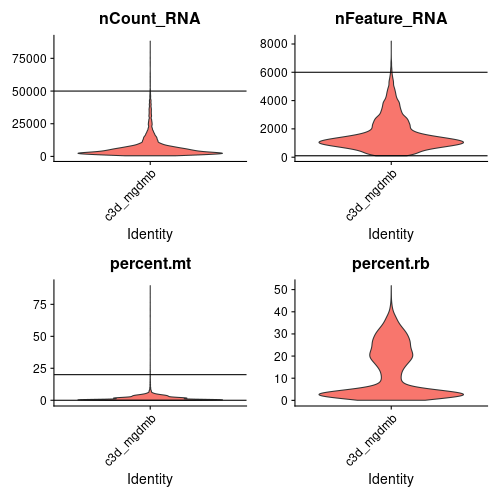 nCount_RNA
75000
50000
25000
0
c3d_mgdmb
Identity
nFeature_RNA
8000
6000
4000
2000
0
c3d_mgdmb
Identity
percent.mt
75
50
25
0
c3d_mgdmb
Identity
percent.rb
50
40
30
20
10
0
c3d_mgdmb
Identity